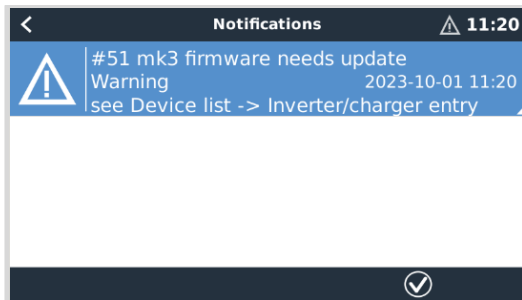 Notifications
11:20
#51 mk3 firmware needs update
Warning
2023-10-01 11:20
see Device list -> Inverter/charger entry